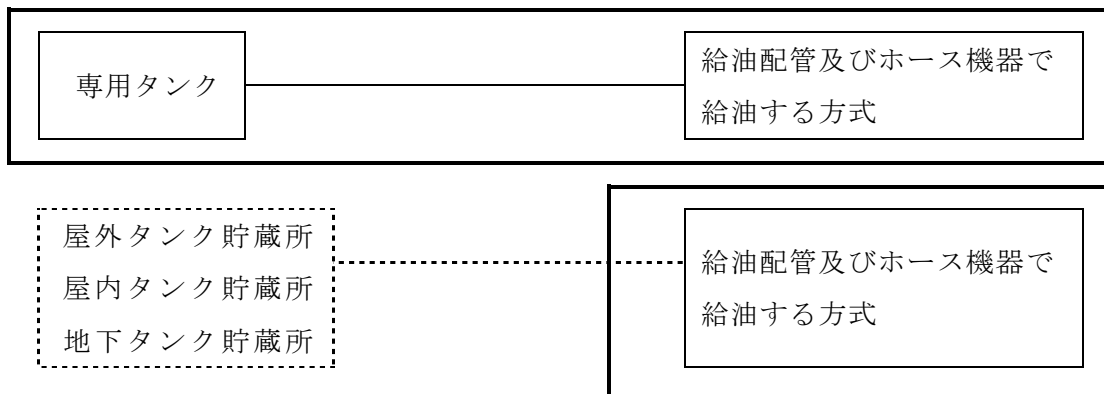 専用タンク
給油配管及びホース機器で
給油する方式
屋外タンク貯蔵所
屋内タンク貯蔵所
地下タンク貯蔵所
給油配管及びホース機器で
給油する方式